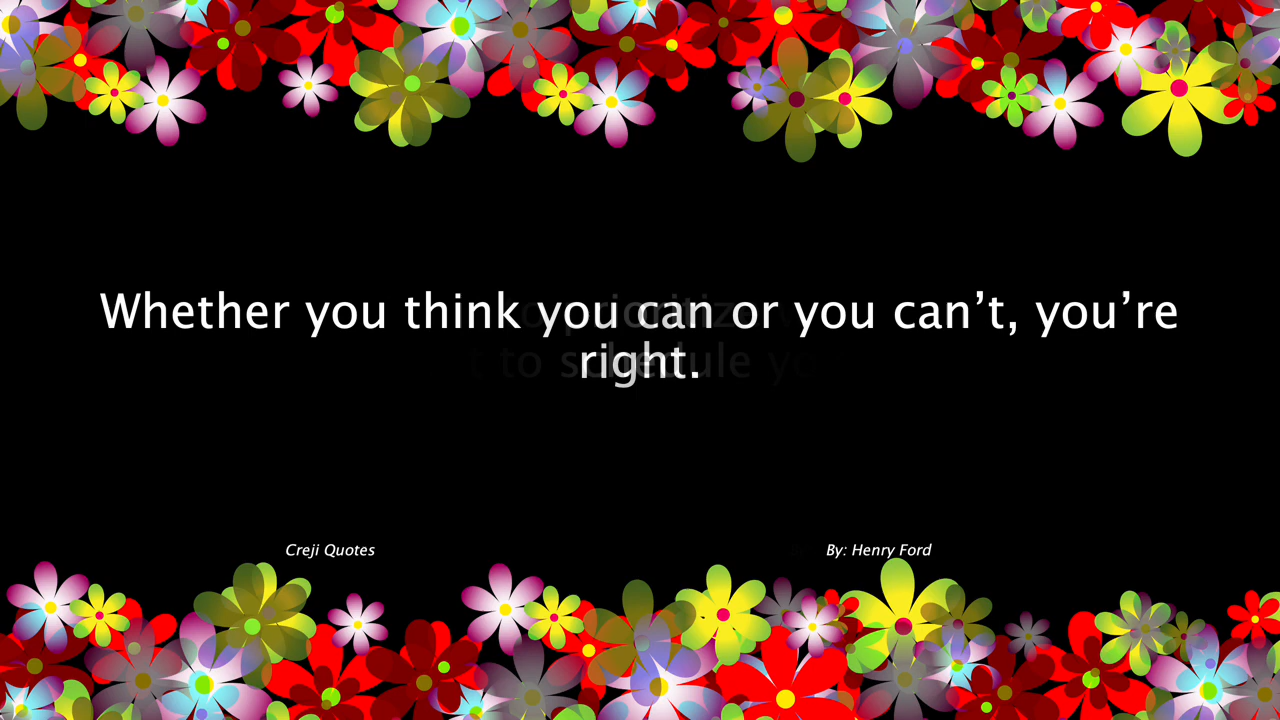 Whether you think you can or you can’t, you’re
right.
Creji Quotes
By: Henry Ford